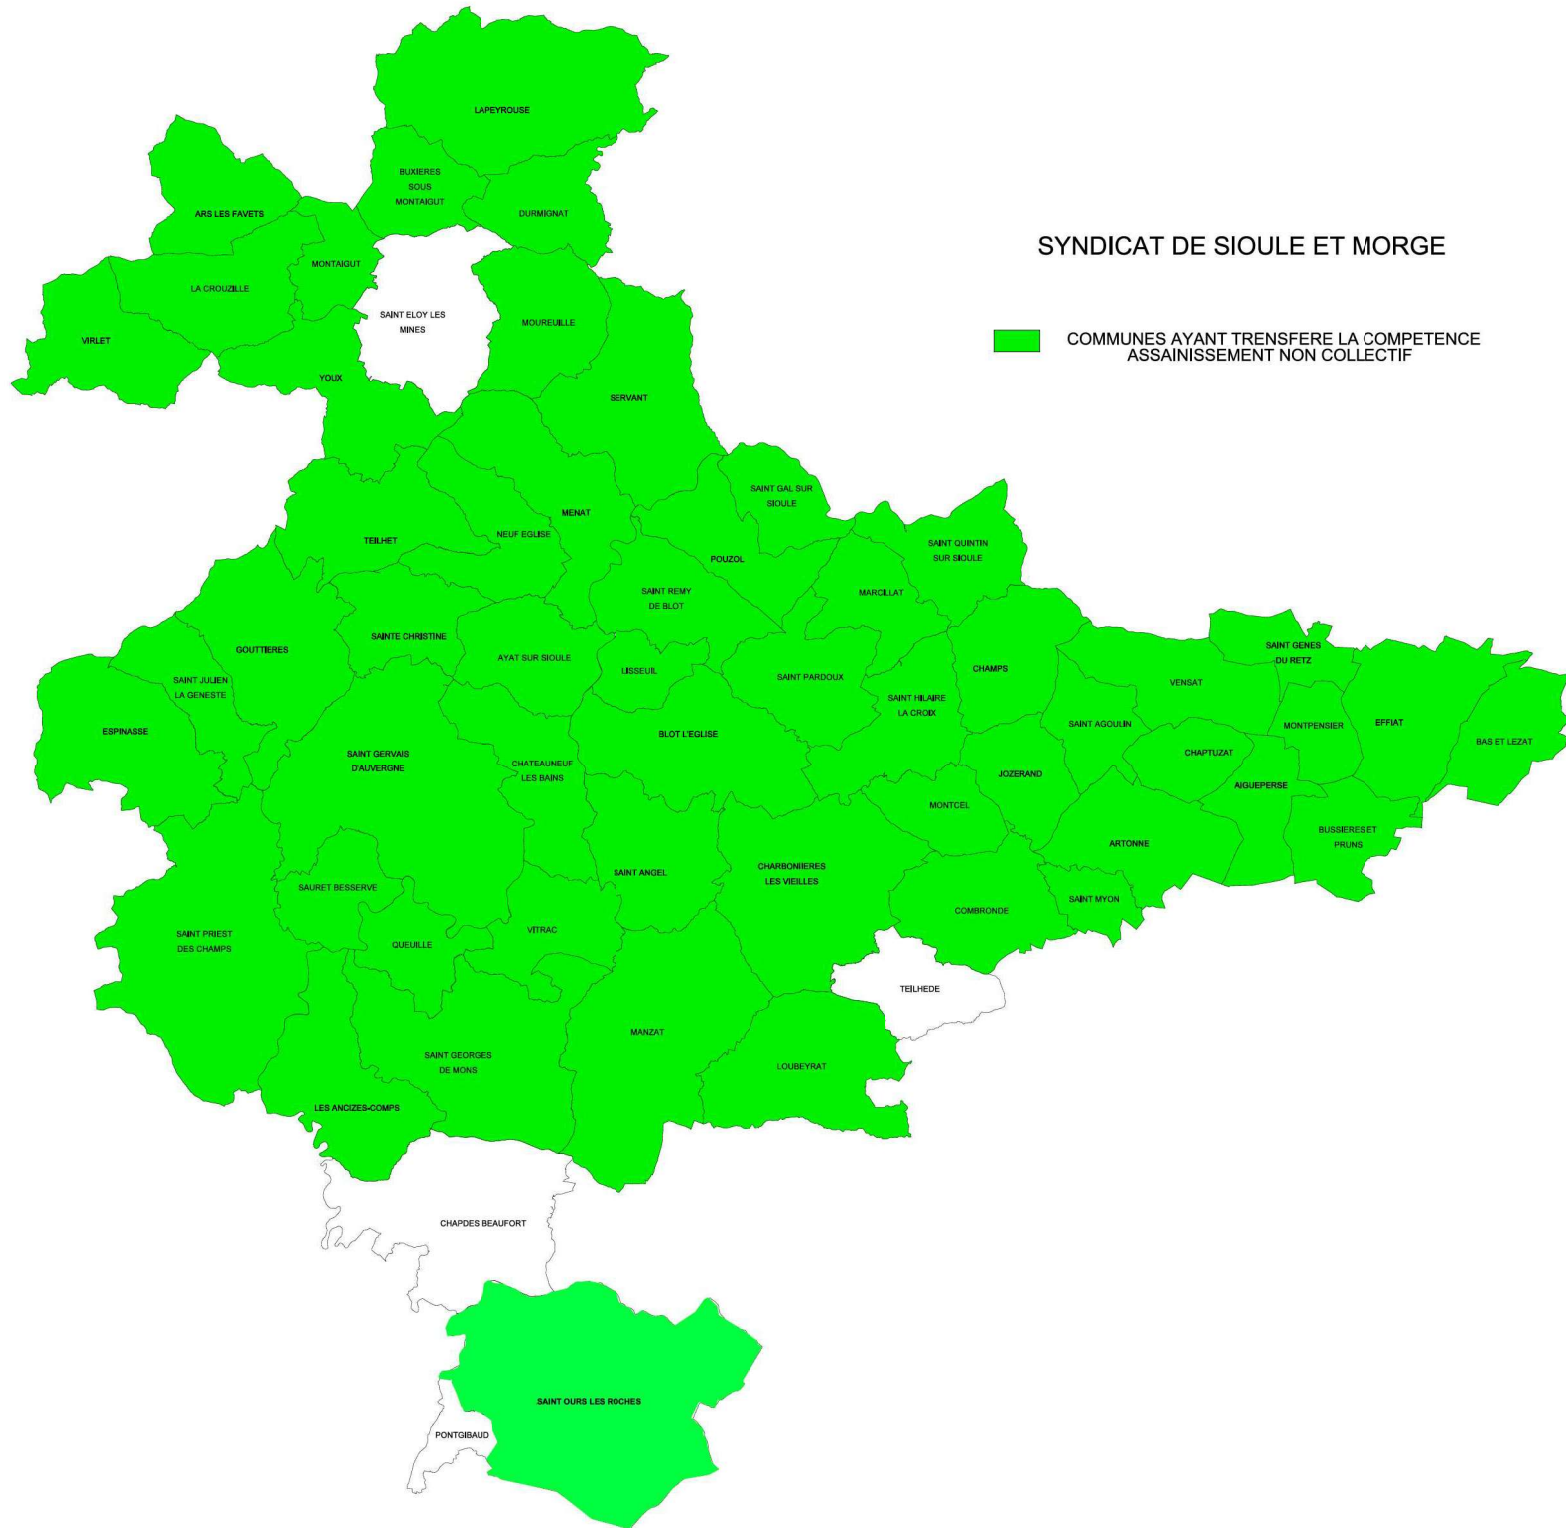 LAPEYROUSE
BUXIERES
SOUS
MONTAIGUT
ARS LES FAVETS
DURMIGNAT
SYNDICAT DE SIOULE ET MORGE
MONTAIGUT
LA CROUZILLE
SAINT ELOY LES
MINES
MOUREUILLE
VIRLET
COMMUNES AYANT TRENSFERE LA COMPETENCE
ASSAINISSEMENT NON COLLECTIF
YOUX
SERVANT
SAINT GAL SUR
SIOULE
MENAT
NEUF EGLISE
TEILHET
POUZOL
SAINT QUINTIN
SUR SIOULE
SAINT REMY
DE BLOT
MARCILLAT
SAINTE CHRISTINE
GOUTTIERES
AYAT SUR SIOULE
LISSEUIL
SAINT PARDOUX
CHAMPS
SAINT GENES
DU RETZ
SAINT JULIEN
LA GENESTE
VENSAT
SAINT HILAIRE
LA CROIX
ESPINASSE
BLOT L'EGLISE
SAINT AGOULIN
MONTPENSIER
EFFIAT
BAS ET LEZAT
SAINT GERVAIS
D'AUVERGNE
CHATEAUNEUF
LES BAINS
CHAPTUZAT
JOZERAND
AIGUEPERSE
MONTCEL
BUSSIERES ET
PRUNS
ARTONNE
CHARBONIIERES
LES VIEILLES
SAINT ANGEL
SAURET BESSERVE
SAINT MYON
COMBRONDE
SAINT PRIEST
DES CHAMPS
VITRAC
QUEUILLE
TEILHEDE
MANZAT
SAINT GEORGES
DE MONS
LOUBEYRAT
LES ANCIZES-COMPS
CHAPDES BEAUFORT
SAINT OURS LES ROCHES
PONTGIBAUD